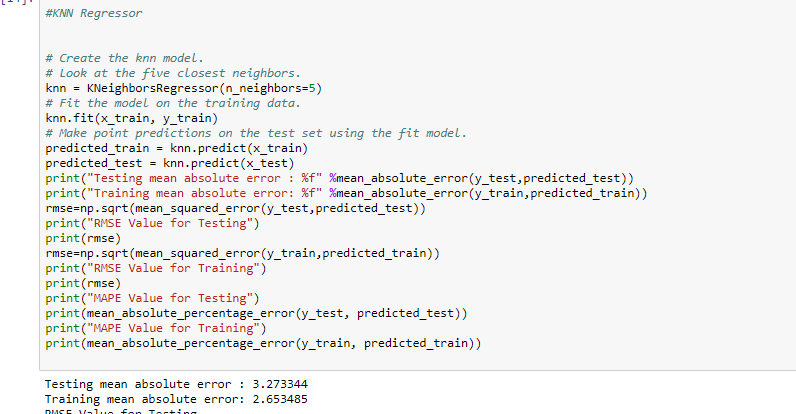 #KNN Regressor
# Create the knn model.
# Look at the five closest neighbors.
knn = KNeighborsRegressor(n_neighbors=5)
# Fit the model on the training data.
knn.fit(x_train, y_train)
# Make point predictions on the test set using the fit model.
predicted_train = knn.predict(x_train)
predicted_test = knn.predict(x_test)
print("Testing mean absolute error : %f" %mean_absolute_error(y_test,predicted_test))
print("Training mean absolute error: %f" %mean_absolute_error(y_train,predicted_train))
rmse=np.sqrt(mean_squared_error(y_test,predicted_test))
print("RMSE Value for Testing")
print(rmse)
rmse=np.sqrt(mean_squared_error(y_train,predicted_train))
print("RMSE Value for Training")
print(rmse)
print("MAPE Value for Testing")
print(mean_absolute_percentage_error(y_test, predicted_test))
print("MAPE Value for Training")
print(mean_absolute_percentage_error(y_train, predicted_train))
Testing mean absolute error : 3.273344
Training mean absolute error: 2.653485
RMSE Value for Testing